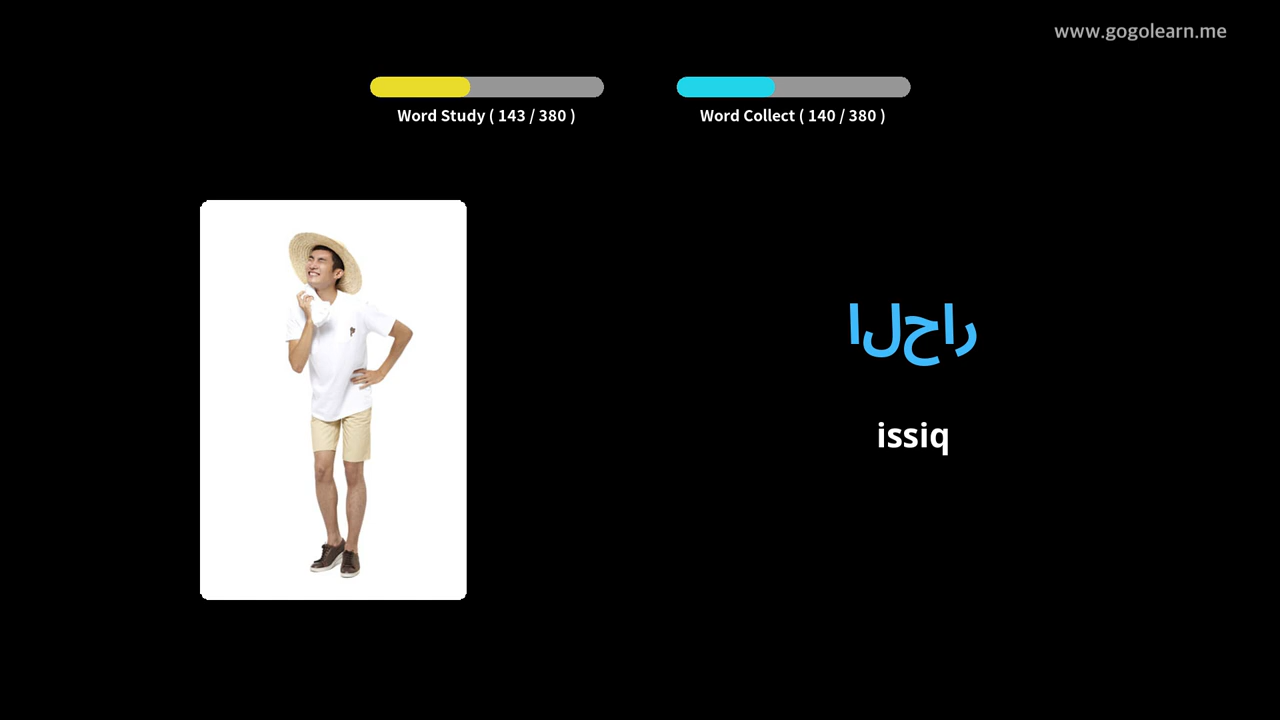 www.gogolearn.me
Word Study ( 143 / 380 )
Word Collect ( 140 / 380 )
الحار
issiq